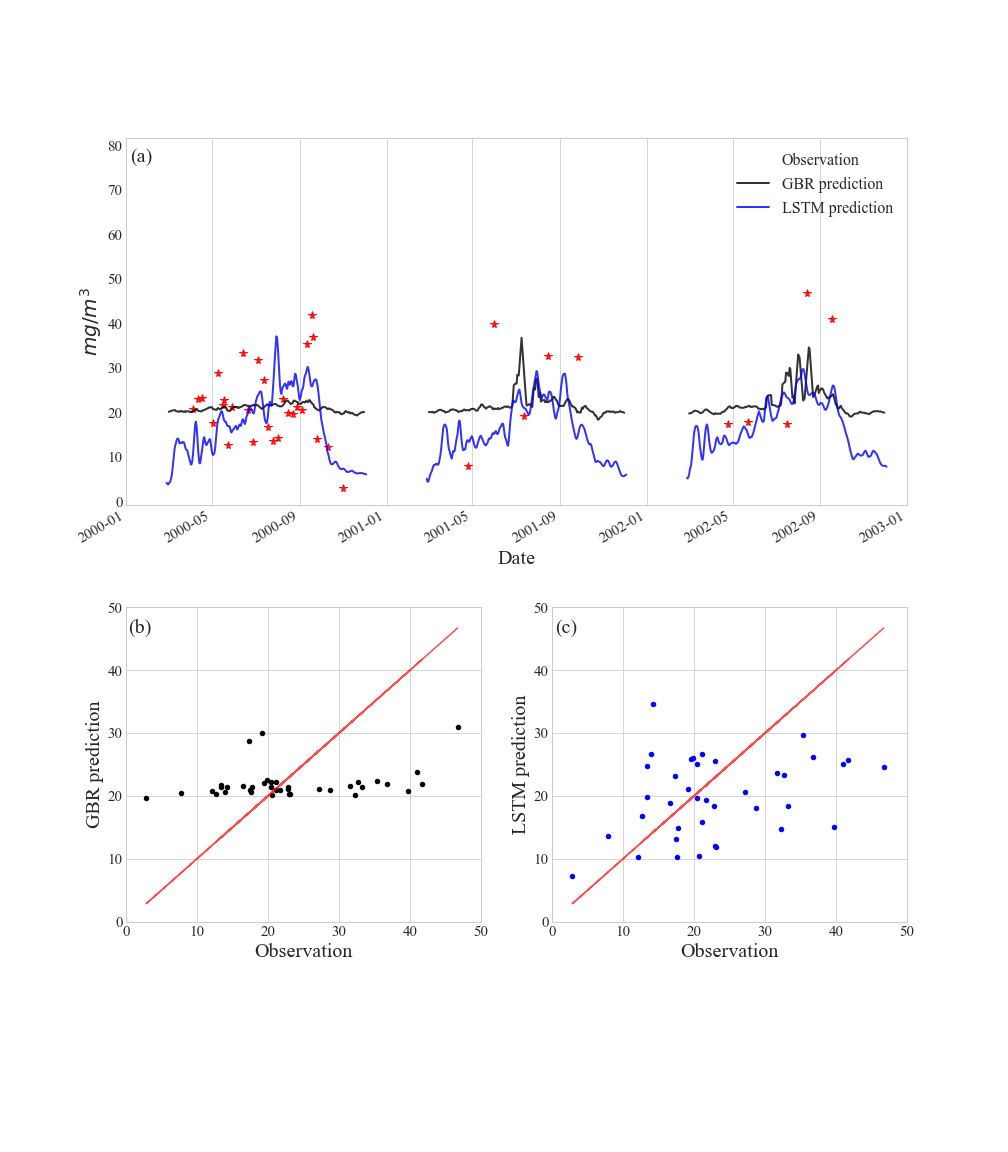 (a)
80
70
60
50
40
30
20
10
0
mg/m³
Observation
GBR prediction
LSTM prediction
2000-01
2000-05
2000-09
2001-01
2001-05
2001-09
2002-01
2002-05
2002-09
2003-01
Date
(b)
50
40
30
20
10
0
GBR prediction
0 10 20 30 40 50
Observation
(c)
50
40
30
20
10
0
LSTM prediction
0 10 20 30 40 50
Observation